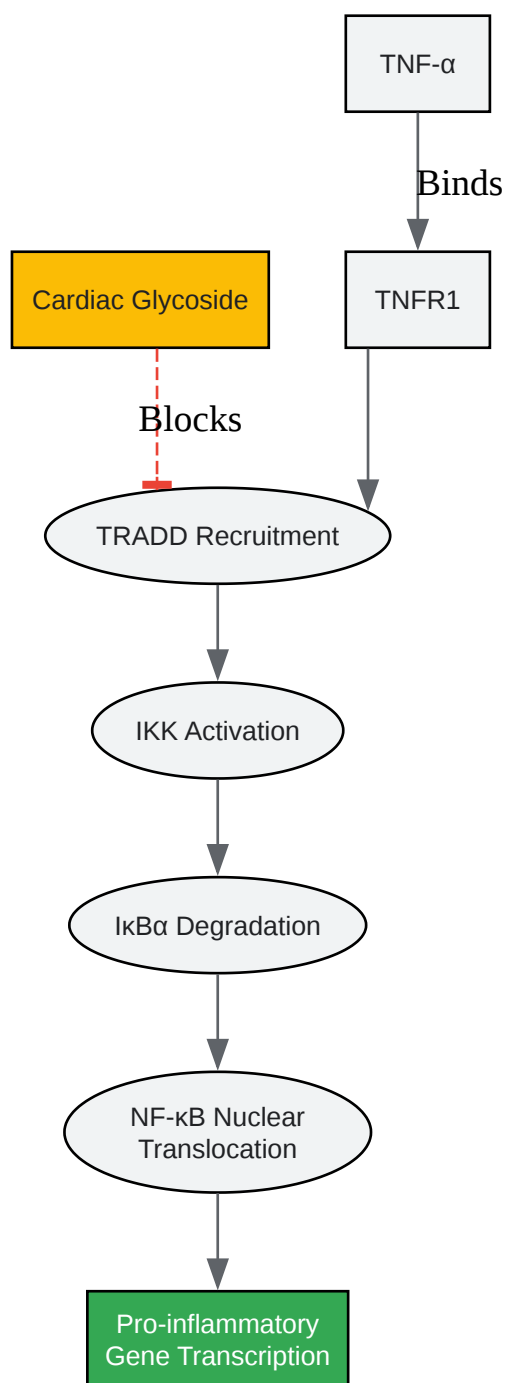 TNF-α
Binds
Cardiac Glycoside
TNFR1
Blocks
TRADD Recruitment
IKK Activation
IκBα Degradation
NF-κB Nuclear
Translocation
Pro-inflammatory
Gene Transcription